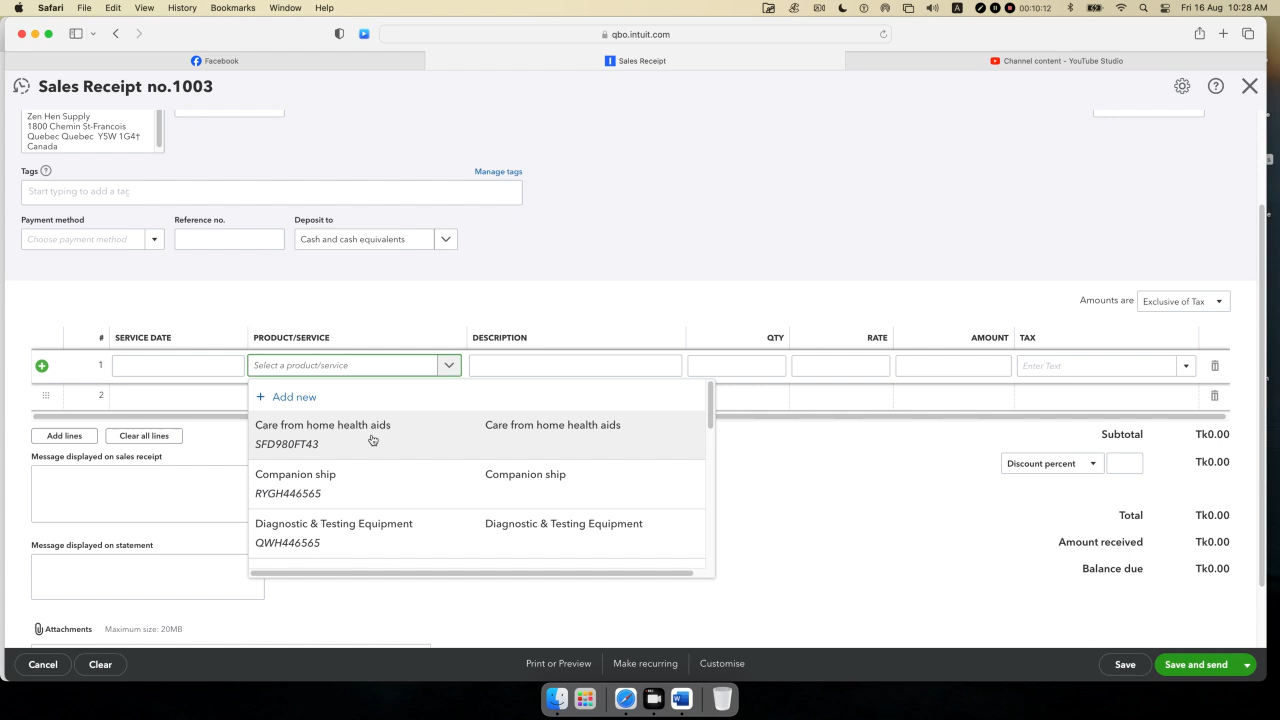 Safari File Edit View History Bookmarks Window Help 00:10:12 A Fri 16 Aug 10:28 AM
qbo.intuit.com
Facebook Sales Receipt Channel content - YouTube Studio
Sales Receipt no.1003
Zen Hen Supply
1800 Chemin St-Francois
Quebec Quebec Y5W 1G4†
Canada
Tags Manage tags
Start typing to add a tag
Payment method Reference no. Deposit to
Choose payment method Cash and cash equivalents
Amounts are Exclusive of Tax
# SERVICE DATE PRODUCT/SERVICE DESCRIPTION QTY RATE AMOUNT TAX
1 Select a product/service Enter Text
+ Add new
2
Care from home health aids Care from home health aids
SFD980FT43
Companion ship Companion ship
RYGH446565
Diagnostic & Testing Equipment Diagnostic & Testing Equipment
QWH446565
Add lines Clear all lines
Message displayed on sales receipt
Message displayed on statement
Attachments Maximum size: 20MB
Subtotal Tk0.00
Discount percent Tk0.00
Total Tk0.00
Amount received Tk0.00
Balance due Tk0.00
Cancel Clear Print or Preview Make recurring Customise Save Save and send